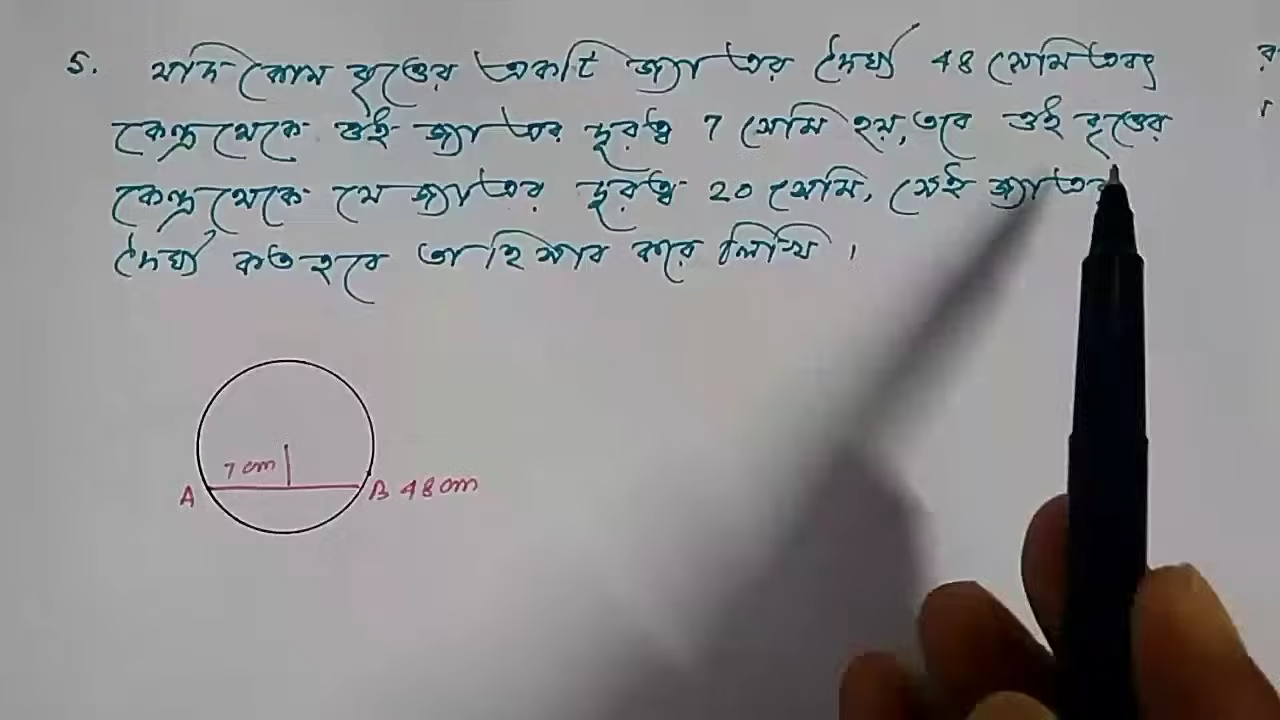 5. যদি কোন বৃত্তের একটি জ্যা এর দৈর্ঘ্য 48 সেমি এবং
কেন্দ্র থেকে ওই জ্যা এর দূরত্ব 7 সেমি হয়, তবে ওই বৃত্তের
কেন্দ্র থেকে যে জ্যা এর দূরত্ব 20 সেমি, সেই জ্যা এর
দৈর্ঘ্য কত হবে তা হিসাব করে লিখি ।
র
7 cm
A B 48 cm